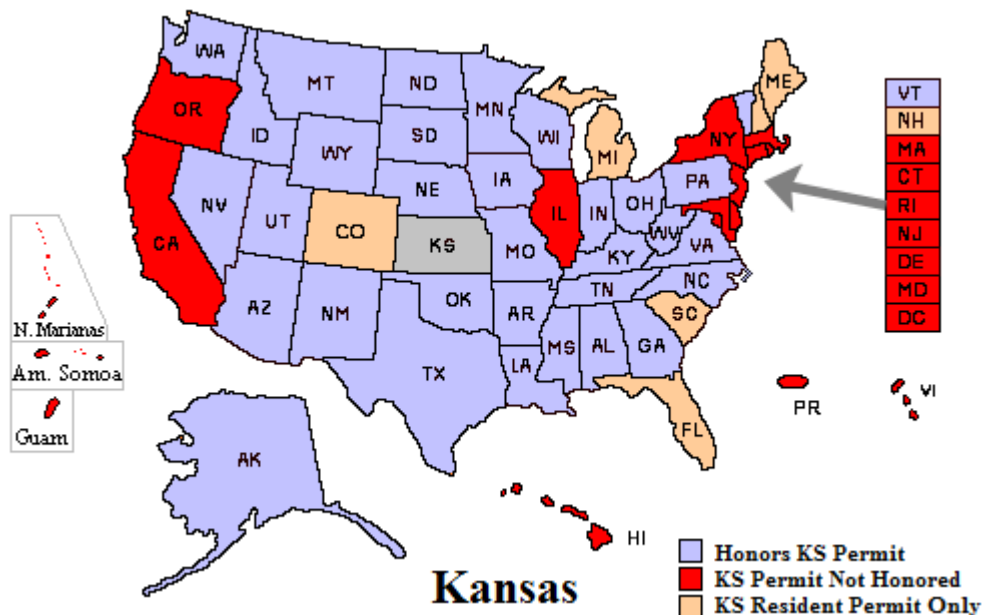 WA
MT
ND
MN
ME
VT
OR
NH
ID
SD
WI
NY
MA
WY
MI
CT
IA
PA
RI
NE
NV
IL
IN
OH
NJ
UT
CO
WV
DE
CA
KS
MO
KY
VA
MD
NC
DC
TN
OK
AZ
NM
AR
SC
N. Marianas
MS
AL
GA
LA
TX
Am. Somoa
PR
VI
FL
Guam
AK
HI
Honors KS Permit
Kansas
KS Permit Not Honored
KS Resident Permit Only